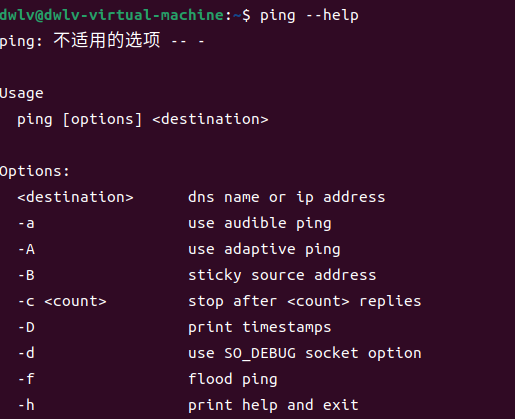 dwlv@dwlv-virtual-machine:~$ ping --help
ping: 不适用的选项 -- -
Usage
ping [options] <destination>
Options:
<destination> dns name or ip address
-a use audible ping
-A use adaptive ping
-B sticky source address
-c <count> stop after <count> replies
-D print timestamps
-d use SO_DEBUG socket option
-f flood ping
-h print help and exit